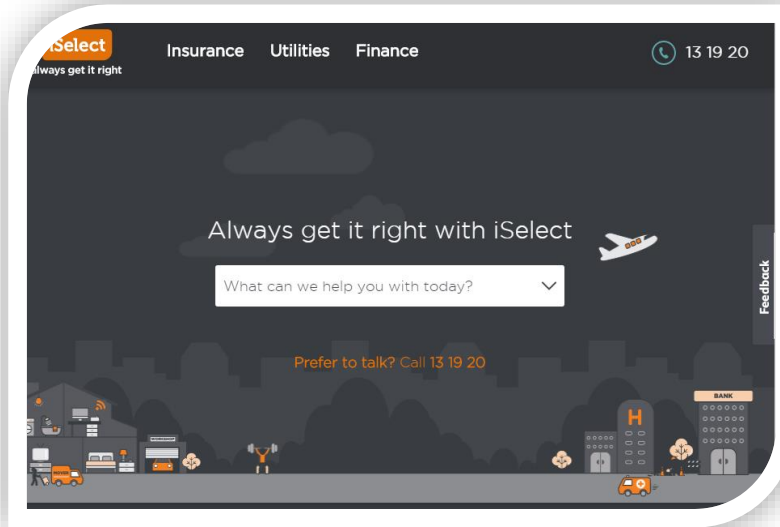 iSelect
always get it right
Insurance Utilities Finance
13 19 20
Always get it right with iSelect
What can we help you with today?
Feedback
Prefer to talk? Call 13 19 20
BANK
H